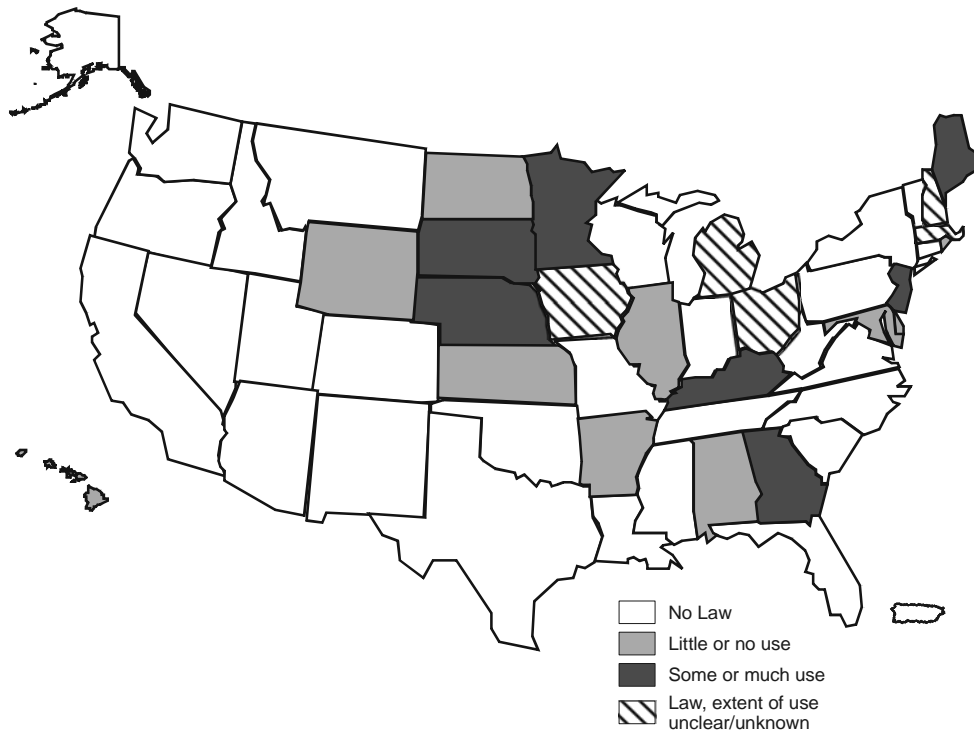 No Law
Little or no use
Some or much use
Law, extent of use
unclear/unknown